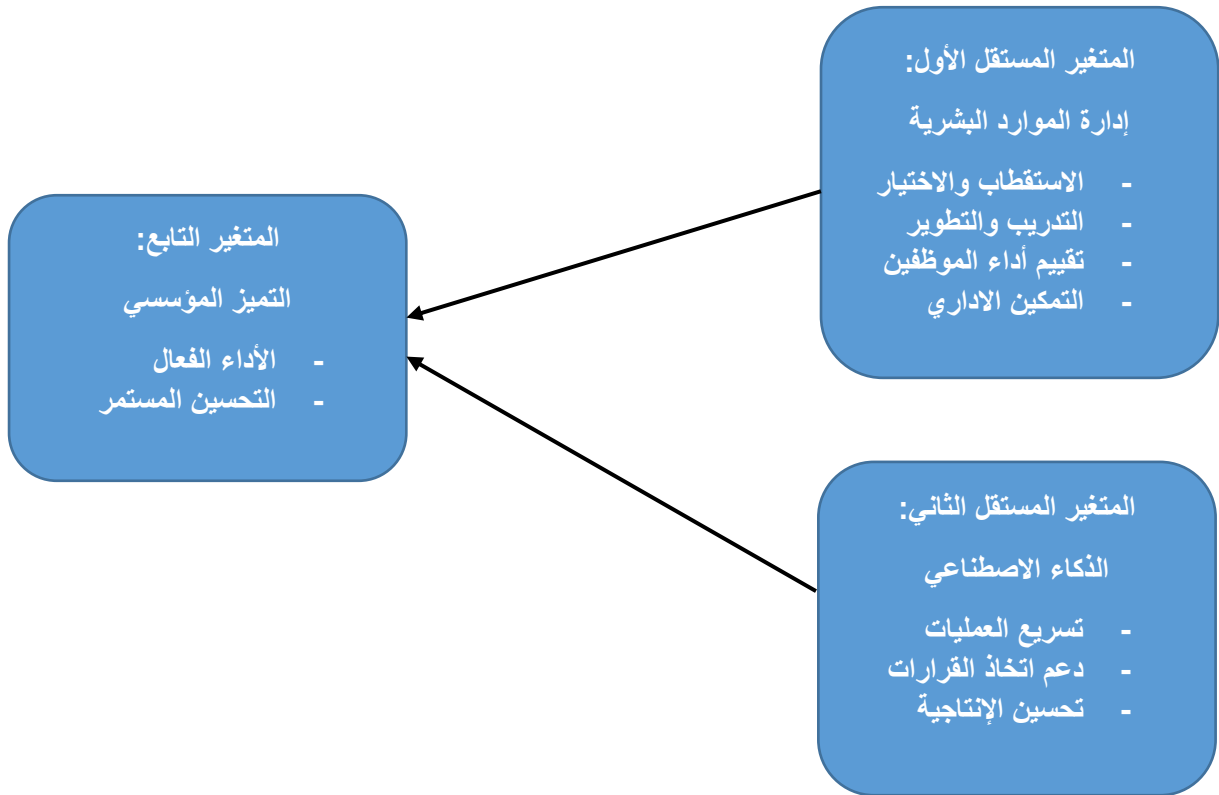 المتغير المستقل الأول:
إدارة الموارد البشرية
- الاستقطاب والاختيار
- التدريب والتطوير
- تقييم أداء الموظفين
- التمكين الاداري
المتغير التابع:
التميز المؤسسي
- الأداء الفعال
- التحسين المستمر
المتغير المستقل الثاني:
الذكاء الاصطناعي
- تسريع العمليات
- دعم اتخاذ القرارات
- تحسين الإنتاجية